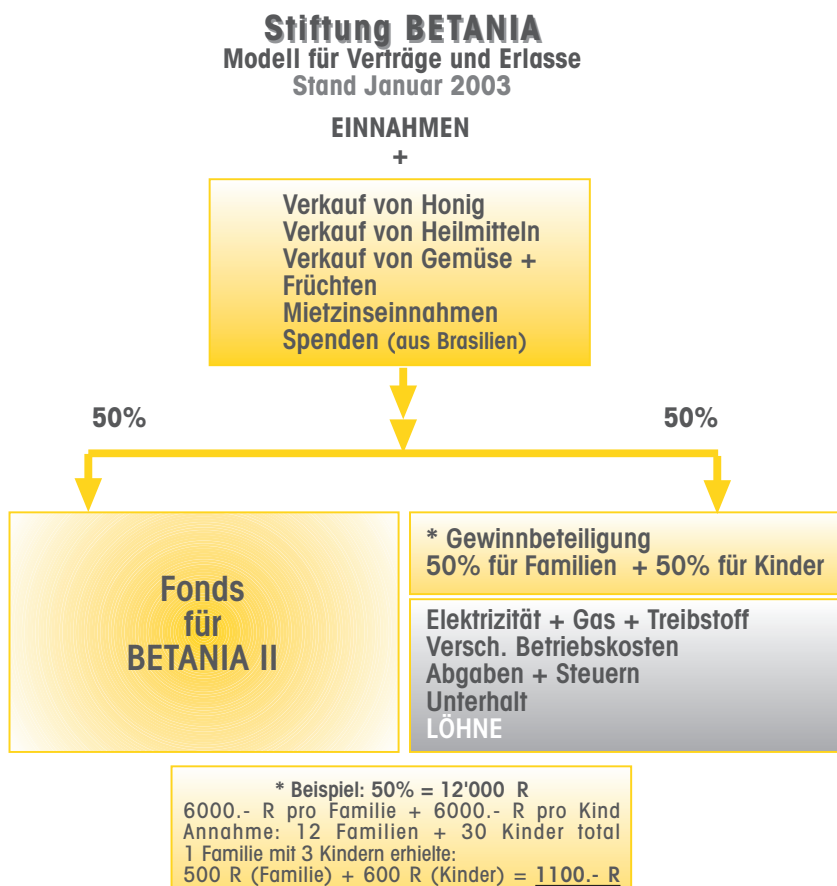 Stiftung BETANIA
Modell für Verträge und Erlasse
Stand Januar 2003
EINNAHMEN
+
Verkauf von Honig
Verkauf von Heilmitteln
Verkauf von Gemüse +
Früchten
Mietzinseinnahmen
Spenden (aus Brasilien)
50%
50%
Fonds
für
BETANIA II
* Gewinnbeteiligung
50% für Familien + 50% für Kinder
Elektrizität + Gas + Treibstoff
Versch. Betriebskosten
Abgaben + Steuern
Unterhalt
LÖHNE
* Beispiel: 50% = 12'000 R
6000.- R pro Familie + 6000.- R pro Kind
Annahme: 12 Familien + 30 Kinder total
1 Familie mit 3 Kindern erhielte:
500 R (Familie) + 600 R (Kinder) = 1100.- R